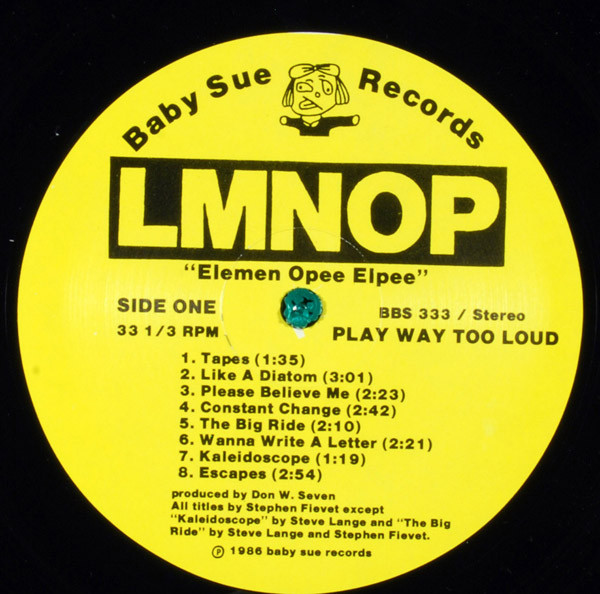 Baby Sue Records
LMNOP
"Elemen Opee Elpee"
SIDE ONE
33 1/3 RPM
BBS 333 / Stereo
PLAY WAY TOO LOUD
1. Tapes (1:35)
2. Like A Diatom (3:01)
3. Please Believe Me (2:23)
4. Constant Change (2:42)
5. The Big Ride (2:10)
6. Wanna Write A Letter (2:21)
7. Kaleidoscope (1:19)
8. Escapes (2:54)
produced by Don W. Seven
All titles by Stephen Fievet except
"Kaleidoscope" by Steve Lange and "The Big
Ride" by Steve Lange and Stephen Fievet.
℗ 1986 baby sue records